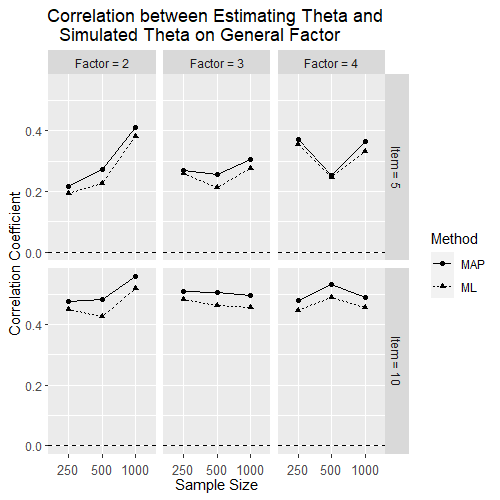 Correlation between Estimating Theta and
Simulated Theta on General Factor
Factor = 2
Factor = 3
Factor = 4
Correlation Coefficient
0.4
0.2
0.0
Item = 5
0.4
0.2
0.0
Item = 10
250 500 1000
250 500 1000
250 500 1000
Sample Size
Method
MAP
ML